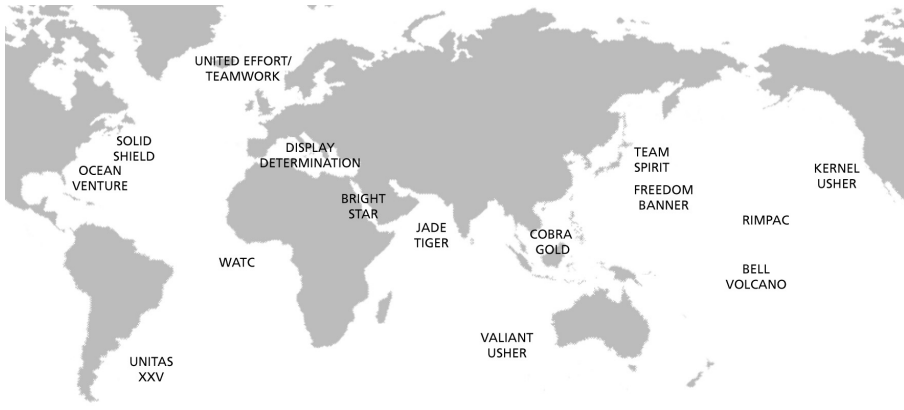 UNITED EFFORT/
TEAMWORK
SOLID
SHIELD
OCEAN
VENTURE
DISPLAY
DETERMINATION
TEAM
SPIRIT
KERNEL
USHER
FREEDOM
BANNER
BRIGHT
STAR
JADE
TIGER
COBRA
GOLD
RIMPAC
WATC
BELL
VOLCANO
VALIANT
USHER
UNITAS
XXV